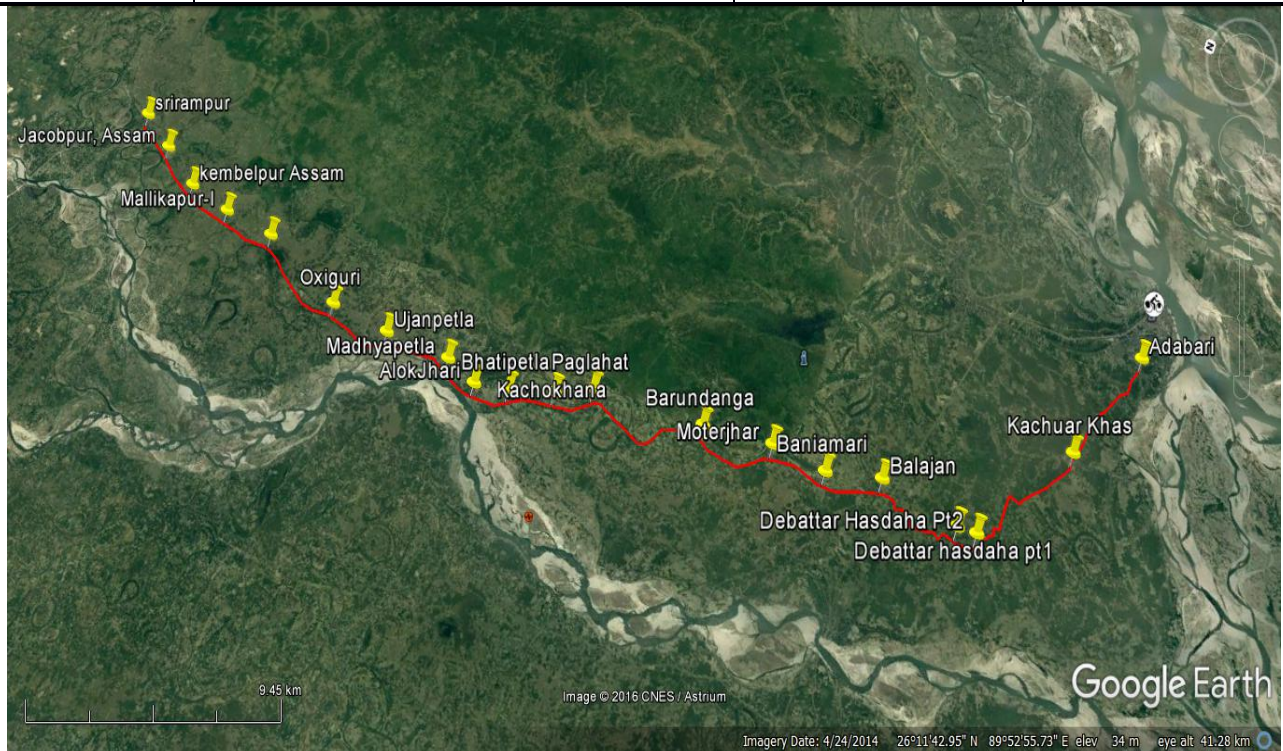 N
srirampur
Jacobpur, Assam
kembelpur Assam
Mallikapur-I
Oxiguri
Ujanpetla
Madhyapetla
Bhatipetla Paglahat
AlokJhari
Kachokhana
Barundanga
Moterjhar
Baniamari
Balajan
Debattar Hasdaha Pt2
Debattar hasdaha pt1
Kachuar Khas
Adabari
9.45 km
Image © 2016 CNES / Astrium
Google Earth
Imagery Date: 4/24/2014 26°11'42.95" N 89°52'55.73" E elev 34 m eye alt 41.28 km